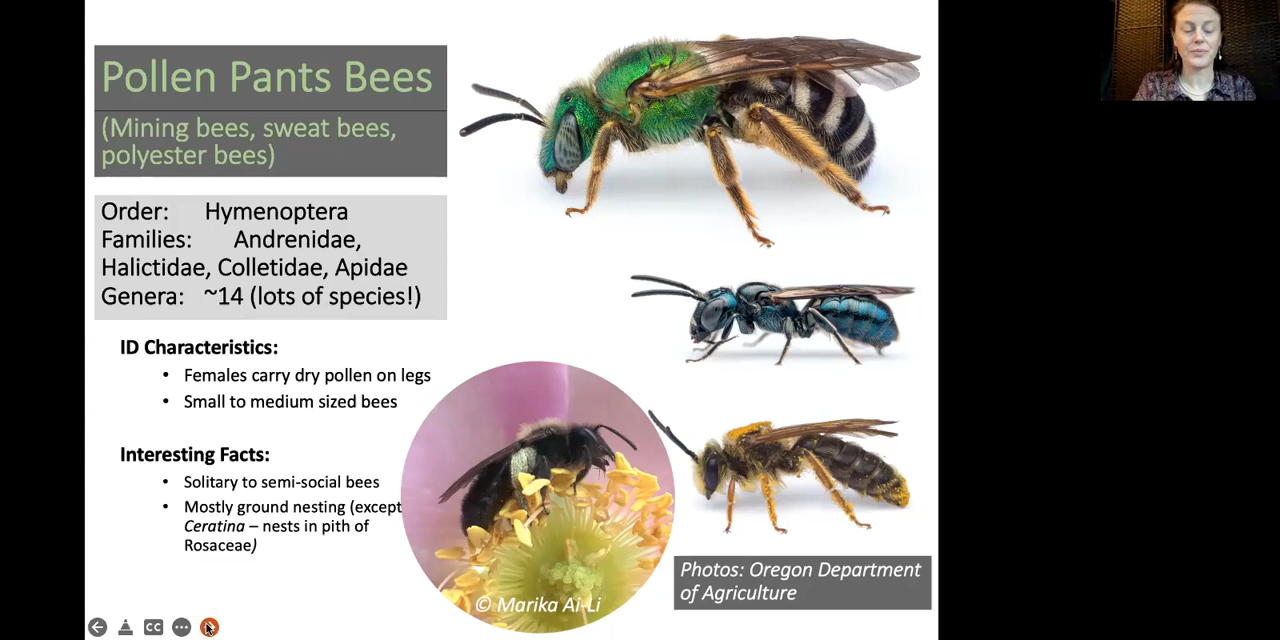 Pollen Pants Bees
(Mining bees, sweat bees,
polyester bees)
Order: Hymenoptera
Families: Andrenidae,
Halictidae, Colletidae, Apidae
Genera: ~14 (lots of species!)
ID Characteristics:
• Females carry dry pollen on legs
• Small to medium sized bees
Interesting Facts:
• Solitary to semi-social bees
• Mostly ground nesting (except
Ceratina – nests in pith of
Rosaceae)
© Marika Ai-Li
Photos: Oregon Department
of Agriculture
CC